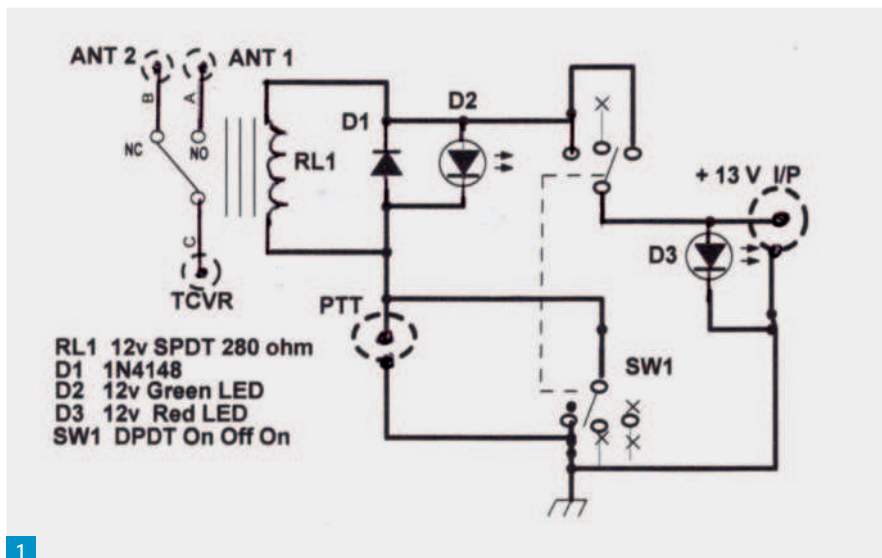 ANT 2
ANT 1
B
A
NC
NO
RL1
D1
D2
+ 13 V I/P
D3
C
TCVR
PTT
SW1
RL1 12v SPDT 280 ohm
D1 1N4148
D2 12v Green LED
D3 12v Red LED
SW1 DPDT On Off On
1